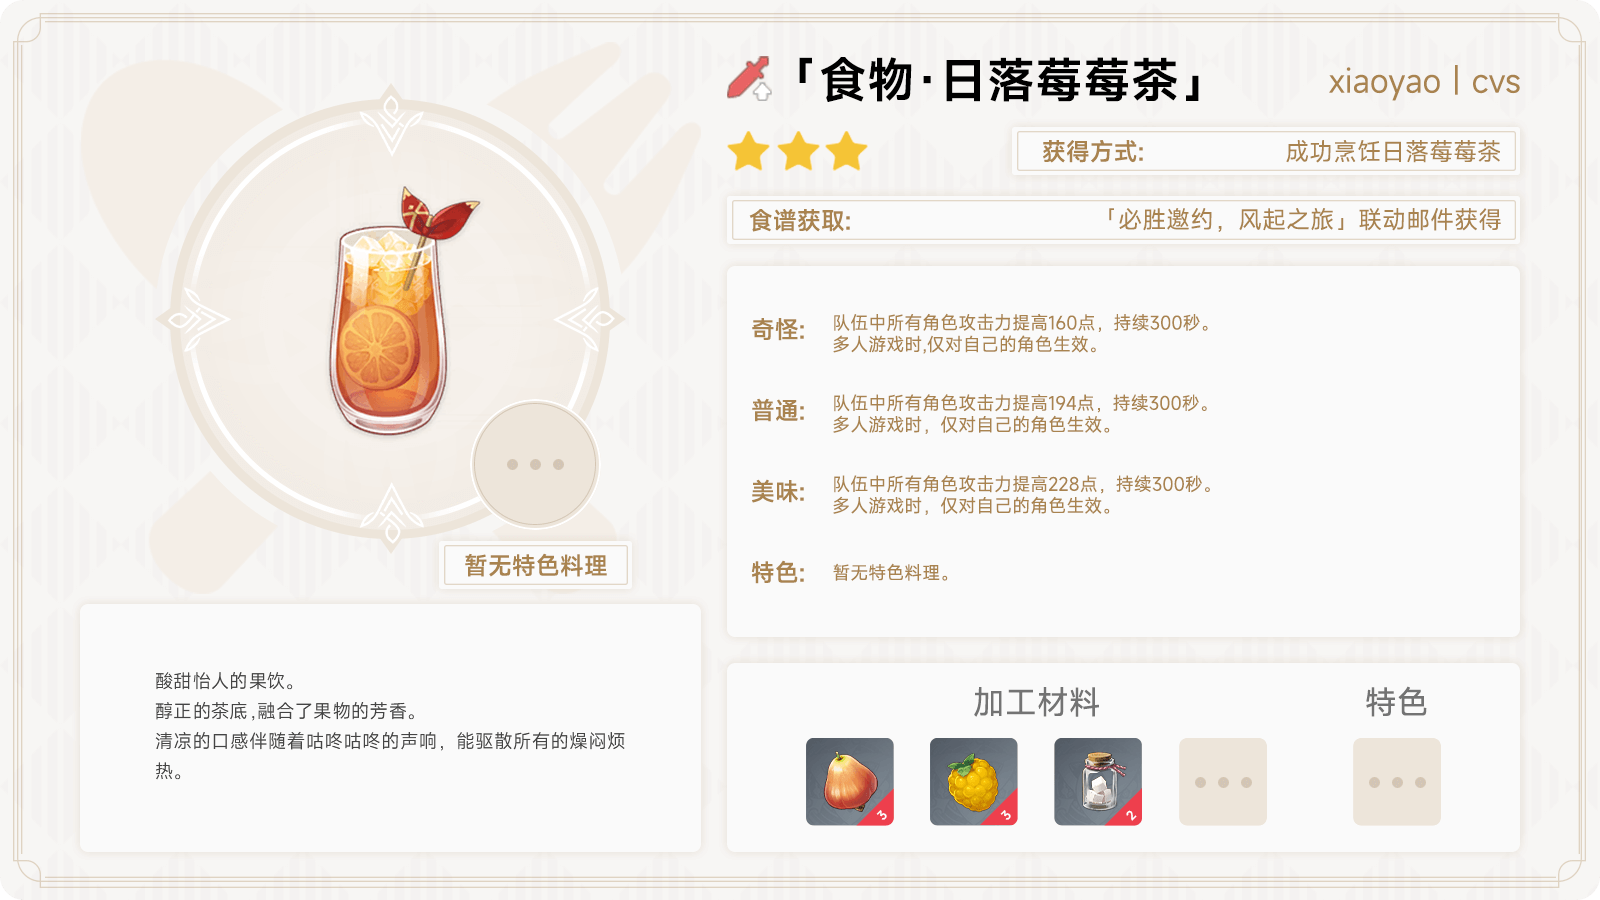 「食物·日落莓莓茶」
xiaoyao | cvs
获得方式: 成功烹饪日落莓莓茶
食谱获取: 「必胜邀约，风起之旅」联动邮件获得
奇怪: 队伍中所有角色攻击力提高160点，持续300秒。
多人游戏时,仅对自己的角色生效。
普通: 队伍中所有角色攻击力提高194点，持续300秒。
多人游戏时，仅对自己的角色生效。
美味: 队伍中所有角色攻击力提高228点，持续300秒。
多人游戏时，仅对自己的角色生效。
特色: 暂无特色料理。
暂无特色料理
酸甜怡人的果饮。
醇正的茶底,融合了果物的芳香。
清凉的口感伴随着咕咚咕咚的声响，能驱散所有的燥闷烦
热。
加工材料 特色
3 3 2